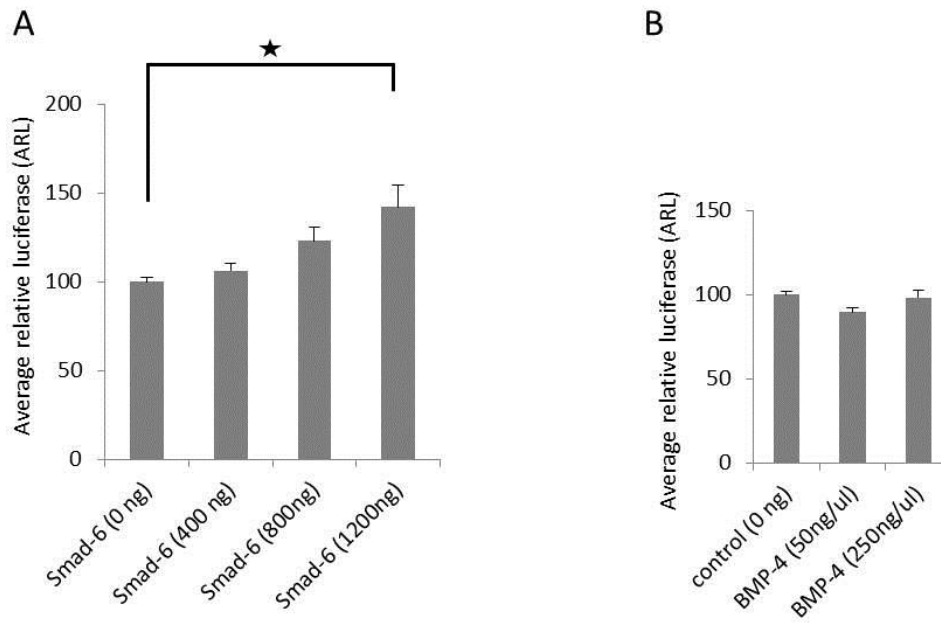 A
★
Average relative luciferase (ARL)
200
150
100
50
0
Smad-6 (0 ng)
Smad-6 (400 ng)
Smad-6 (800ng)
Smad-6 (1200ng)
B
Average relative luciferase (ARL)
150
100
50
0
control (0 ng)
BMP-4 (50ng/ul)
BMP-4 (250ng/ul)